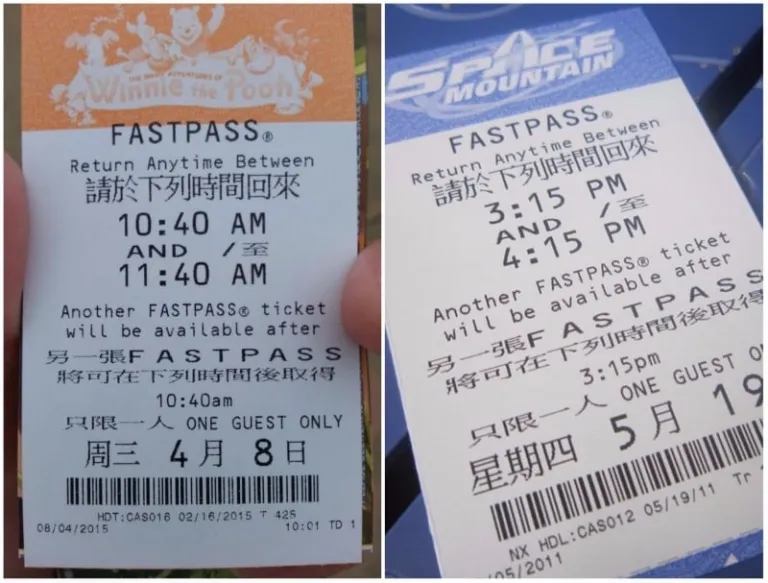 THE MANY ADVENTURES OF
Winnie the Pooh
FASTPASS®
Return Anytime Between
請於下列時間回來
10:40 AM
AND /至
11:40 AM
Another FASTPASS® ticket
will be available after
另一張FASTPASS
將可在下列時間後取得
10:40am
只限一人 ONE GUEST ONLY
周三 4月 8日
HDT:CAS016 02/16/2015 T 425
08/04/2015 10:01 TD 1
SPACE
MOUNTAIN
FASTPASS®
Return Anytime Between
請於下列時間回來
3:15 PM
AND /至
4:15 PM
Another FASTPASS® ticket
will be available after
另一張FASTPASS
將可在下列時間後取得
3:15pm
只限一人 ONE GUEST O
星期四 5月 19
NX HDL:CAS012 05/19/11 Tr
/05/2011